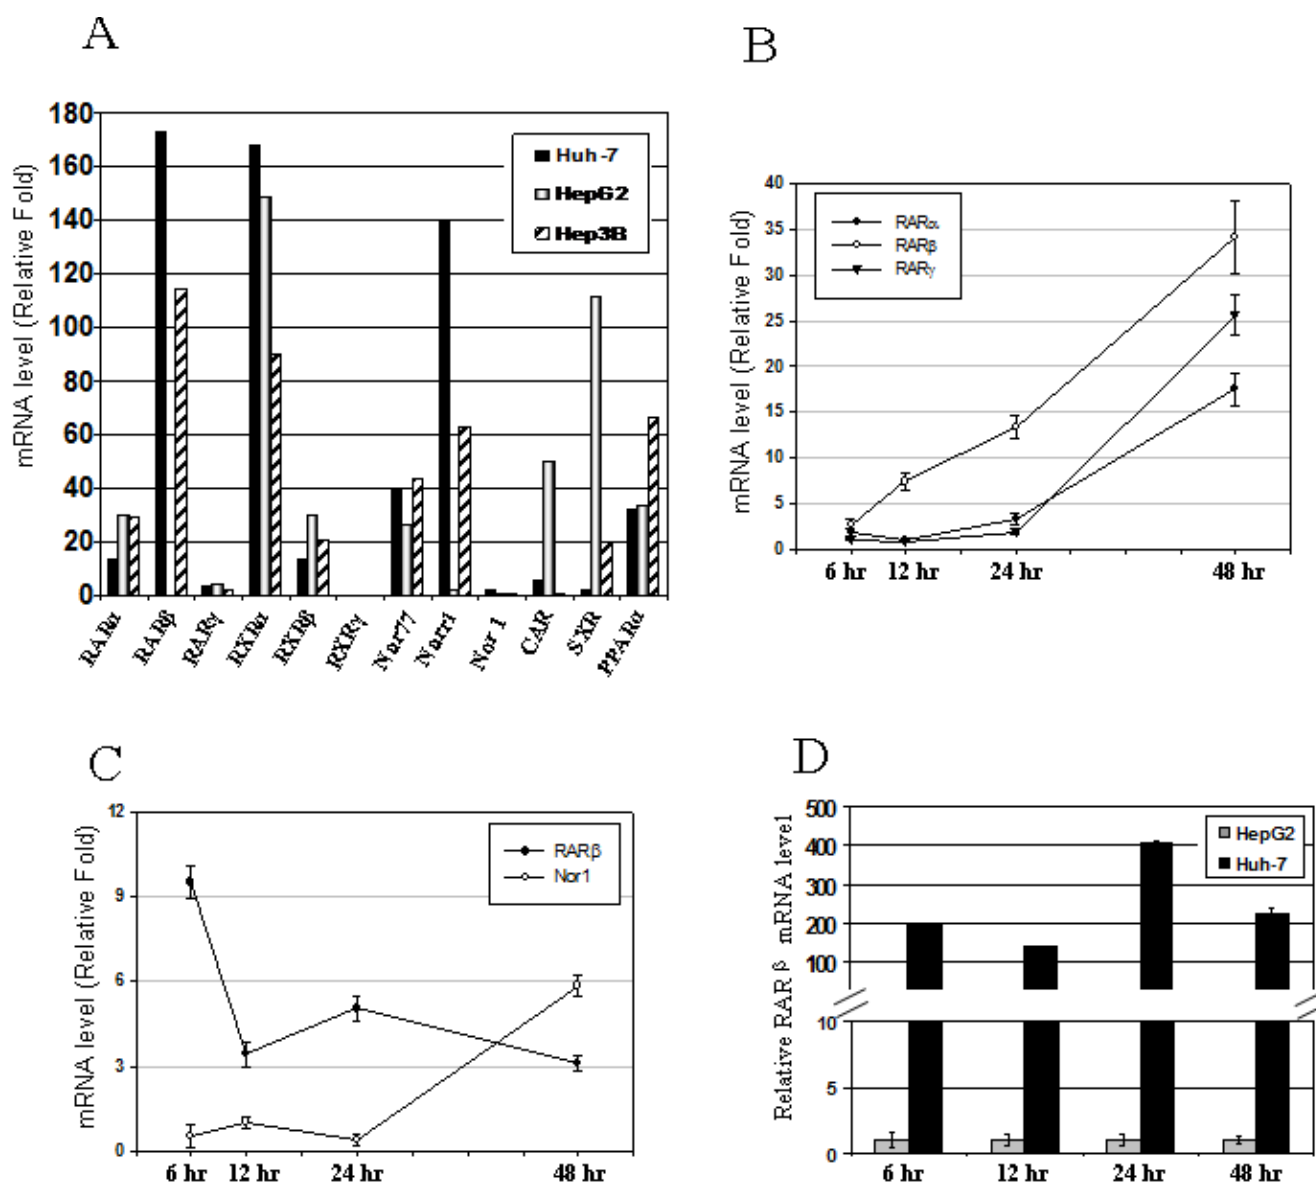 A
mRNA level (Relative Fold)
180
160
140
120
100
80
60
40
20
0
Huh-7
HepG2
Hep3B
RARα
RARβ
RARγ
RXRα
RXRβ
RXRγ
Nur77
Nurr1
Nor 1
CAR
SXR
PPARα
B
mRNA level (Relative Fold)
40
35
30
25
20
15
10
5
0
RARα
RARβ
RARγ
6 hr 12 hr 24 hr 48 hr
C
mRNA level (Relative Fold)
12
9
6
3
0
RARβ
Nor1
6 hr 12 hr 24 hr 48 hr
D
Relative RAR β mRNA level
500
400
300
200
100
10
5
0
HepG2
Huh-7
6 hr 12 hr 24 hr 48 hr